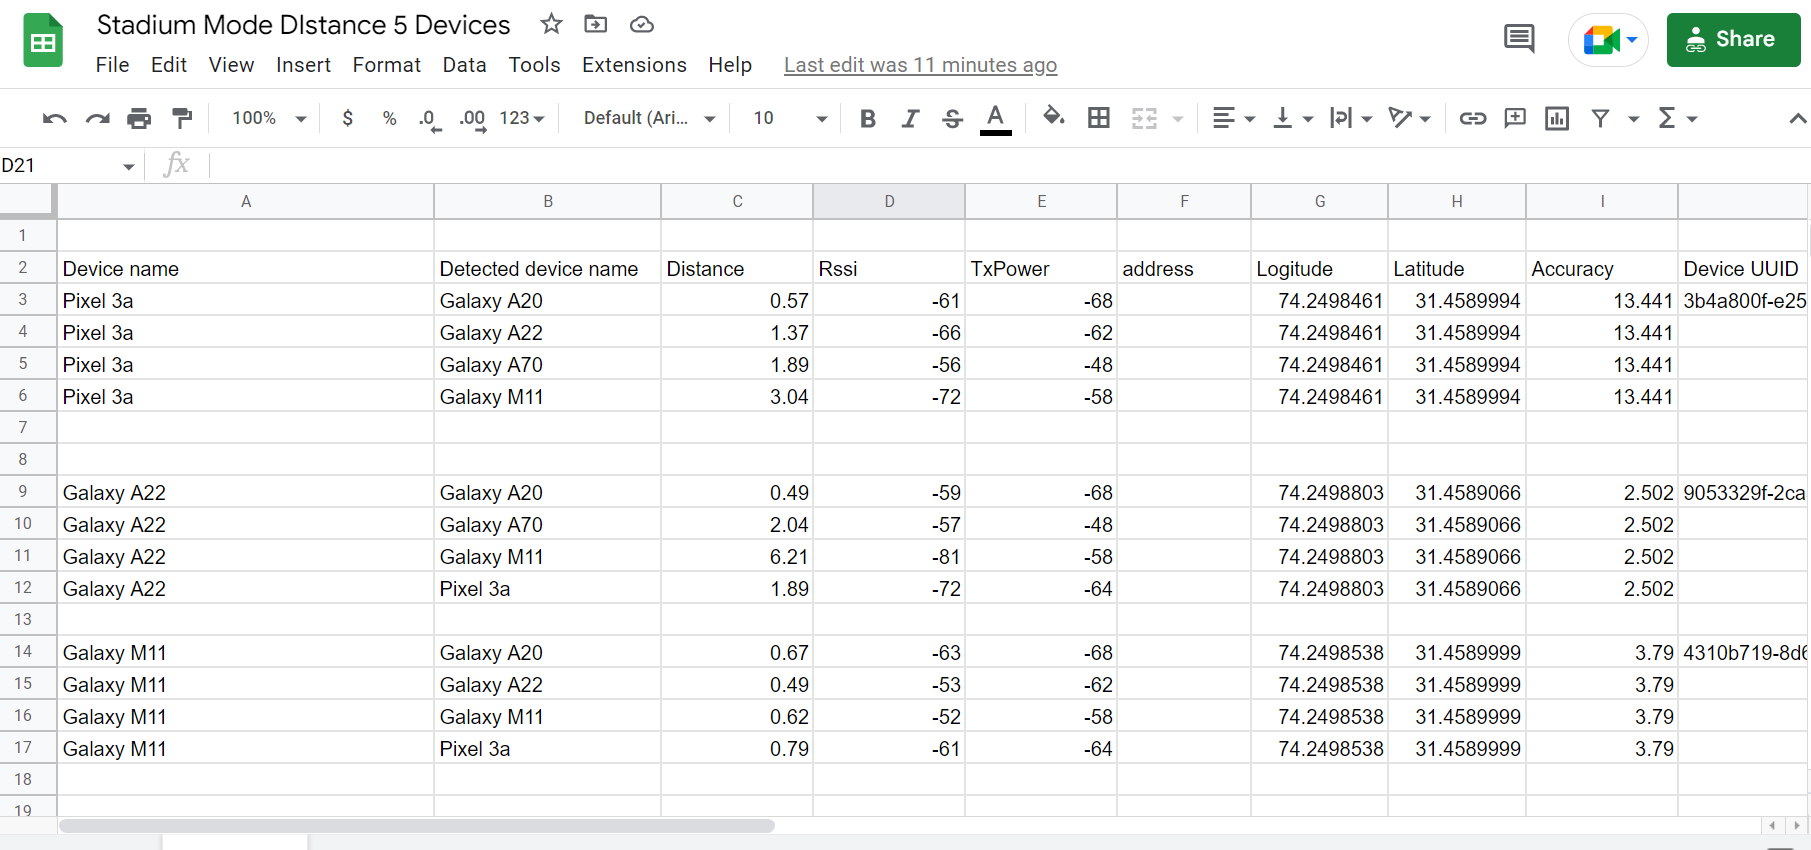 Stadium Mode DIstance 5 Devices
File Edit View Insert Format Data Tools Extensions Help Last edit was 11 minutes ago
Share
100% $ % .0 .00 123 Default (Ari... 10 B I S A
D21 fx
A B C D E F G H I
1
2 Device name Detected device name Distance Rssi TxPower address Logitude Latitude Accuracy Device UUID
3 Pixel 3a Galaxy A20 0.57 -61 -68 74.2498461 31.4589994 13.441 3b4a800f-e25
4 Pixel 3a Galaxy A22 1.37 -66 -62 74.2498461 31.4589994 13.441
5 Pixel 3a Galaxy A70 1.89 -56 -48 74.2498461 31.4589994 13.441
6 Pixel 3a Galaxy M11 3.04 -72 -58 74.2498461 31.4589994 13.441
7
8
9 Galaxy A22 Galaxy A20 0.49 -59 -68 74.2498803 31.4589066 2.502 9053329f-2ca
10 Galaxy A22 Galaxy A70 2.04 -57 -48 74.2498803 31.4589066 2.502
11 Galaxy A22 Galaxy M11 6.21 -81 -58 74.2498803 31.4589066 2.502
12 Galaxy A22 Pixel 3a 1.89 -72 -64 74.2498803 31.4589066 2.502
13
14 Galaxy M11 Galaxy A20 0.67 -63 -68 74.2498538 31.4589999 3.79 4310b719-8d6
15 Galaxy M11 Galaxy A22 0.49 -53 -62 74.2498538 31.4589999 3.79
16 Galaxy M11 Galaxy M11 0.62 -52 -58 74.2498538 31.4589999 3.79
17 Galaxy M11 Pixel 3a 0.79 -61 -64 74.2498538 31.4589999 3.79
18
19